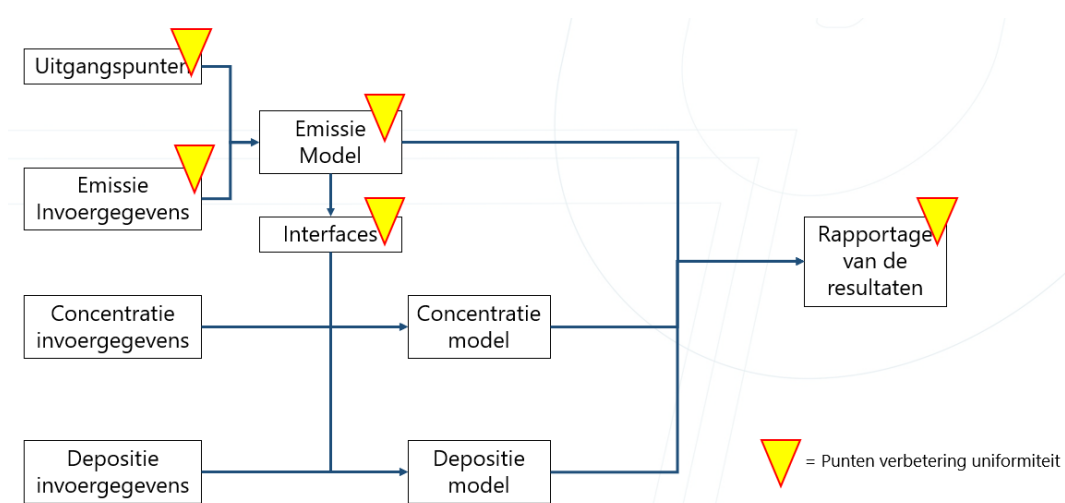 Uitgangspunten
Emissie
Model
Emissie
Invoergegevens
Interfaces
Rapportage
van de
resultaten
Concentratie
invoergegevens
Concentratie
model
Depositie
invoergegevens
Depositie
model
= Punten verbetering uniformiteit